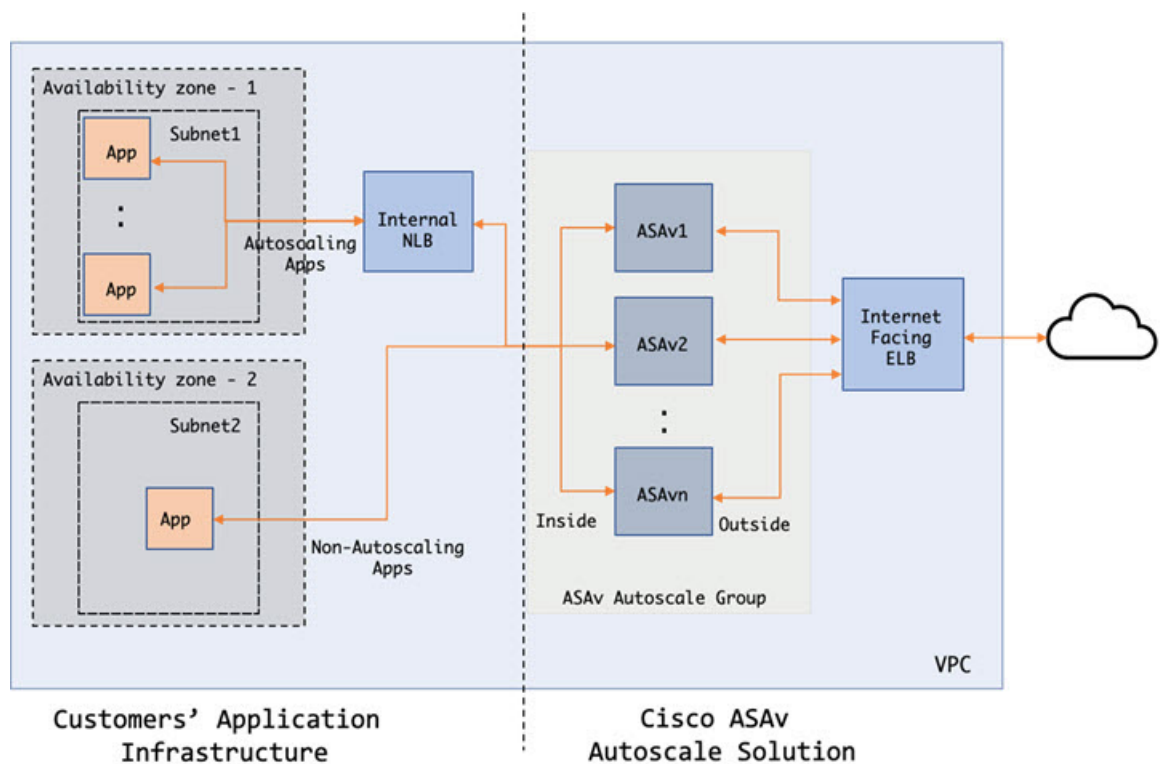 Availability zone - 1
Subnet1
App
:
App
Autoscaling
Apps
Internal
NLB
Availability zone - 2
Subnet2
App
Non-Autoscaling
Apps
ASAv1
ASAv2
:
ASAvn
Inside
Outside
ASAv Autoscale Group
Internet
Facing
ELB
VPC
Customers’ Application
Infrastructure
Cisco ASAv
Autoscale Solution